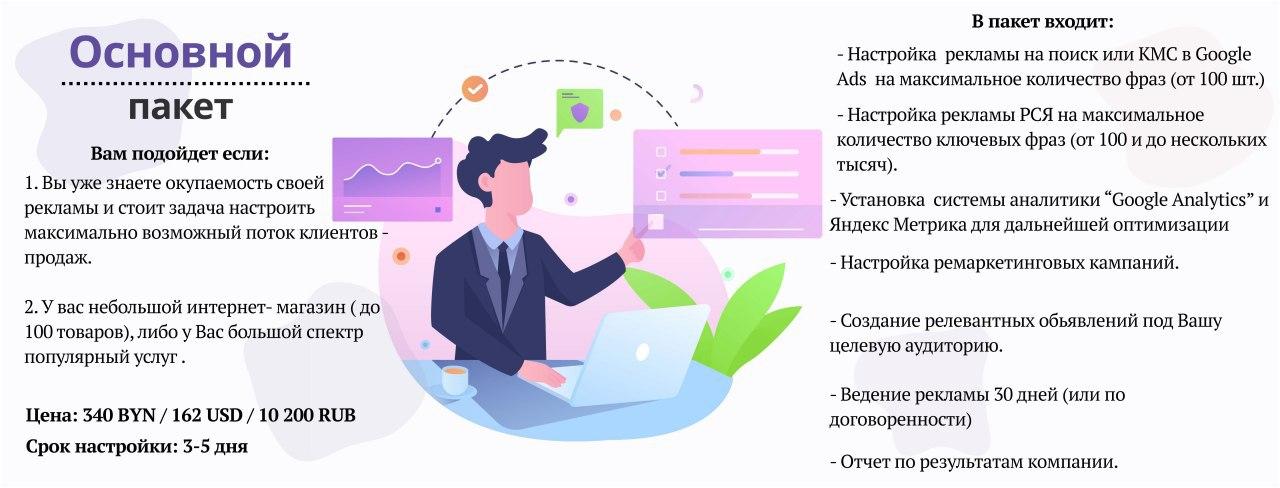 Основной
пакет
Вам подойдет если:
1. Вы уже знаете окупаемость своей
рекламы и стоит задача настроить
максимально возможный поток клиентов -
продаж.
2. У вас небольшой интернет- магазин ( до
100 товаров), либо у Вас большой спектр
популярный услуг .
Цена: 340 BYN / 162 USD / 10 200 RUB
Срок настройки: 3-5 дня
В пакет входит:
- Настройка рекламы на поиск или КМС в Google
Ads на максимальное количество фраз (от 100 шт.)
- Настройка рекламы РСЯ на максимальное
количество ключевых фраз (от 100 и до нескольких
тысяч).
- Установка системы аналитики “Google Analytics” и
Яндекс Метрика для дальнейшей оптимизации
- Настройка ремаркетинговых кампаний.
- Создание релевантных обьявлений под Вашу
целевую аудиторию.
- Ведение рекламы 30 дней (или по
договоренности)
- Отчет по результатам компании.